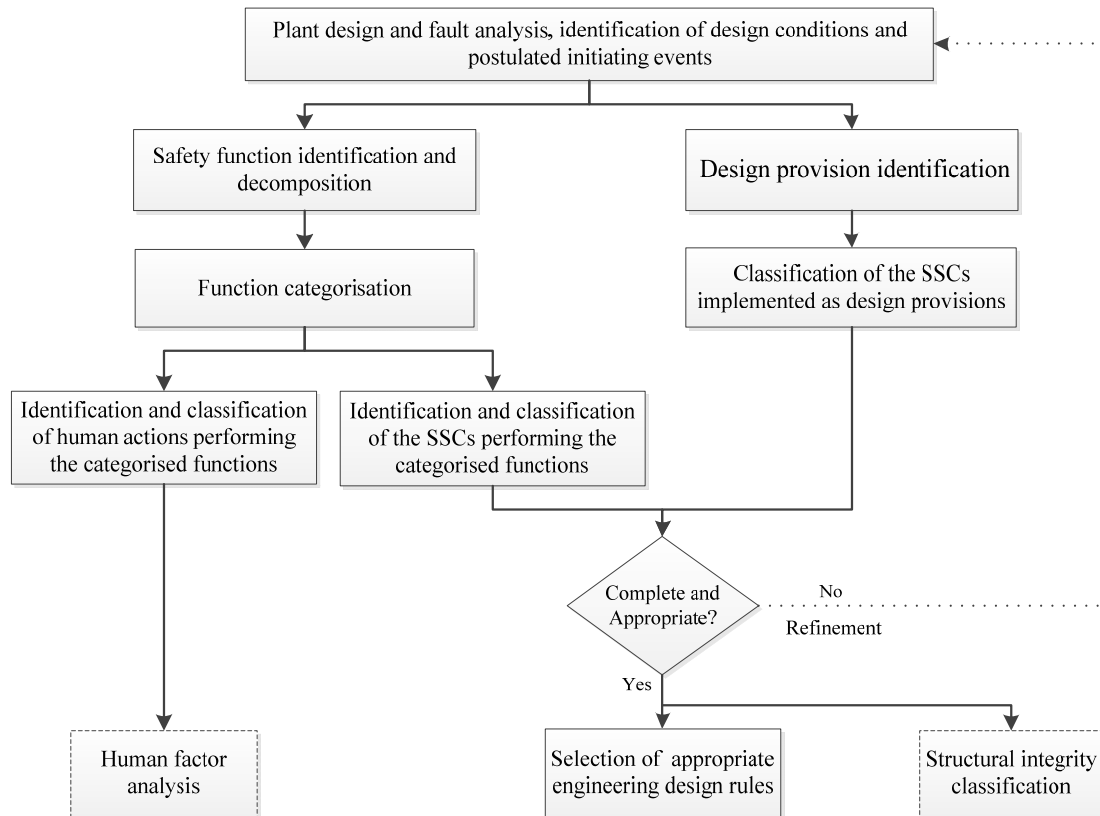 Plant design and fault analysis, identification of design conditions and
postulated initiating events
Safety function identification and
decomposition
Design provision identification
Function categorisation
Classification of the SSCs
implemented as design provisions
Identification and classification
of human actions performing
the categorised functions
Identification and classification
of the SSCs performing the
categorised functions
Complete and
Appropriate?
No
Refinement
Yes
Human factor
analysis
Selection of appropriate
engineering design rules
Structural integrity
classification